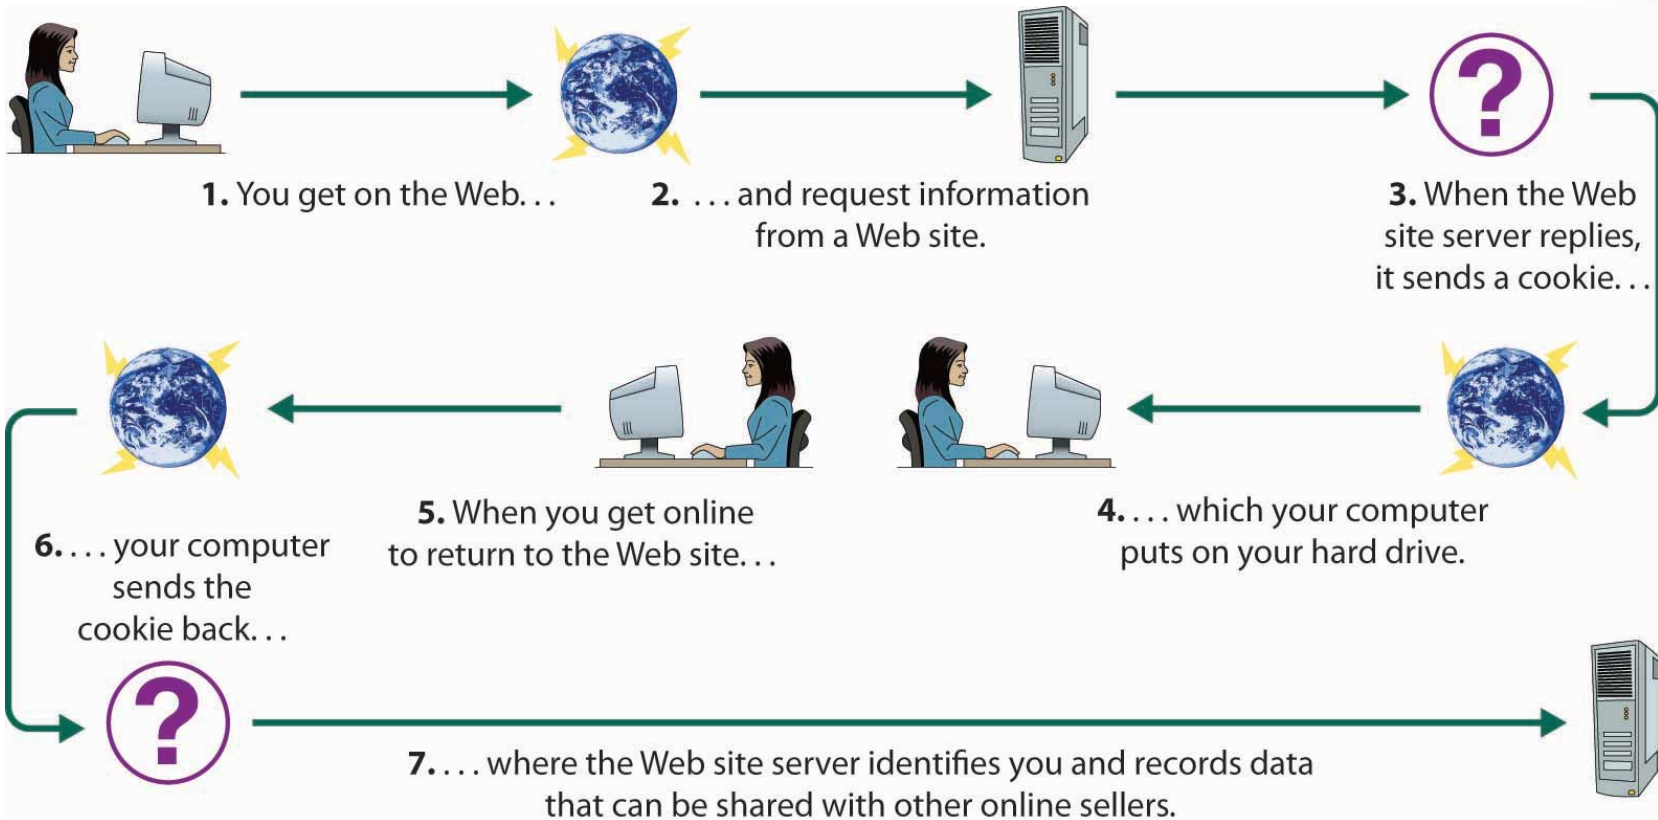 ?
1. You get on the Web. . .
2. . . . and request information
from a Web site.
3. When the Web
site server replies,
it sends a cookie. . .
4. . . . which your computer
puts on your hard drive.
5. When you get online
to return to the Web site. . .
6. . . . your computer
sends the
cookie back. . .
?
7. . . . where the Web site server identifies you and records data
that can be shared with other online sellers.